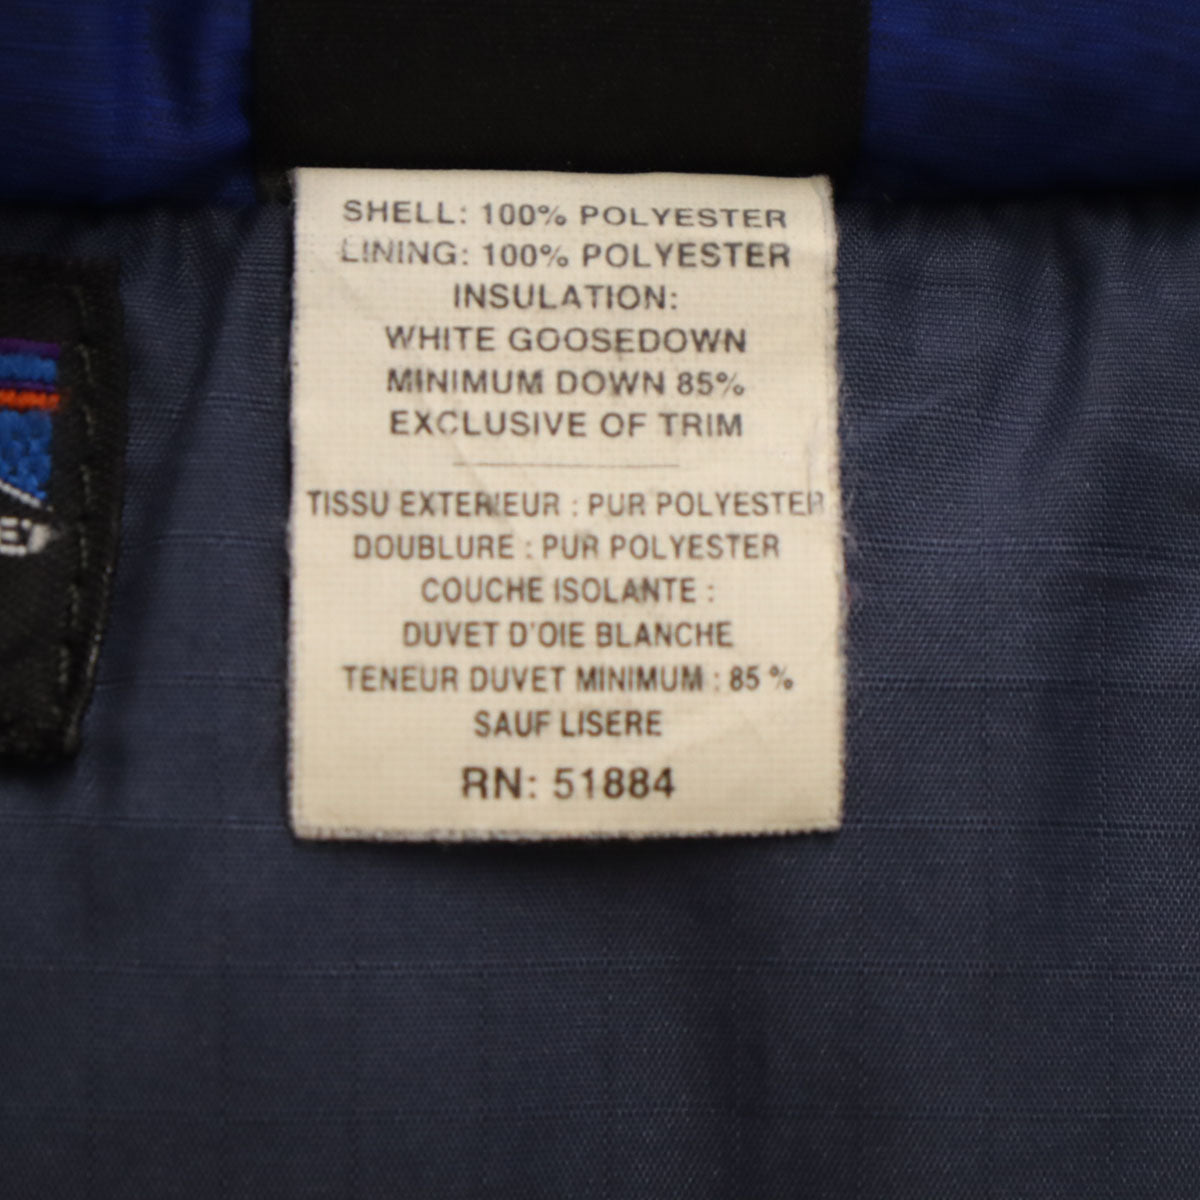 SHELL: 100% POLYESTER
LINING: 100% POLYESTER
INSULATION:
WHITE GOOSEDOWN
MINIMUM DOWN 85%
EXCLUSIVE OF TRIM
TISSU EXTERIEUR : PUR POLYESTER
DOUBLURE : PUR POLYESTER
COUCHE ISOLANTE :
DUVET D'OIE BLANCHE
TENEUR DUVET MINIMUM : 85 %
SAUF LISERE
RN: 51884